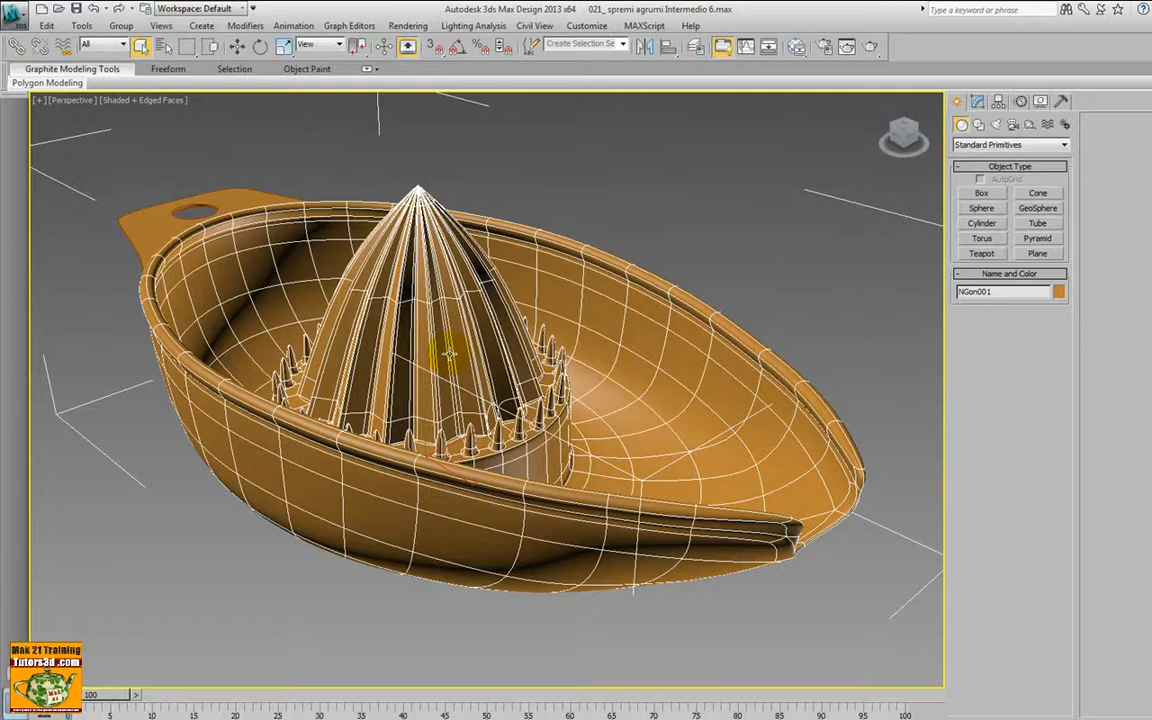 Workspace: Default
Autodesk 3ds Max Design 2013 x64
021_ spremi agrumi Intermedio 6.max
Type a keyword or phrase
Edit Tools Group Views Create Modifiers Animation Graph Editors Rendering Lighting Analysis Civil View Customize MAXScript Help
All View Create Selection Se
Graphite Modeling Tools Freeform Selection Object Paint
Polygon Modeling
[+] [Perspective] [Shaded + Edged Faces]
Standard Primitives
- Object Type
AutoGrid
Box Cone
Sphere GeoSphere
Cylinder Tube
Torus Pyramid
Teapot Plane
- Name and Color
NGon001
Mak 21 Training
Tutors3d .com
Mak
21
100 >
5 10 15 20 25 30 35 40 45 50 55 60 65 70 75 80 85 90 95 100